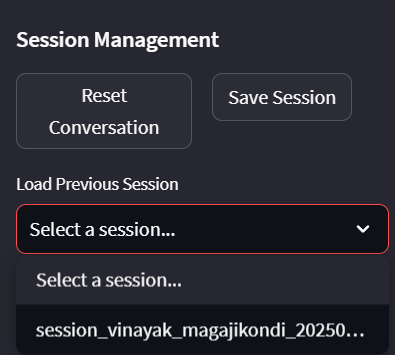 Session Management
Reset
Conversation
Save Session
Load Previous Session
Select a session...
Select a session...
session_vinayak_magajikondi_20250...